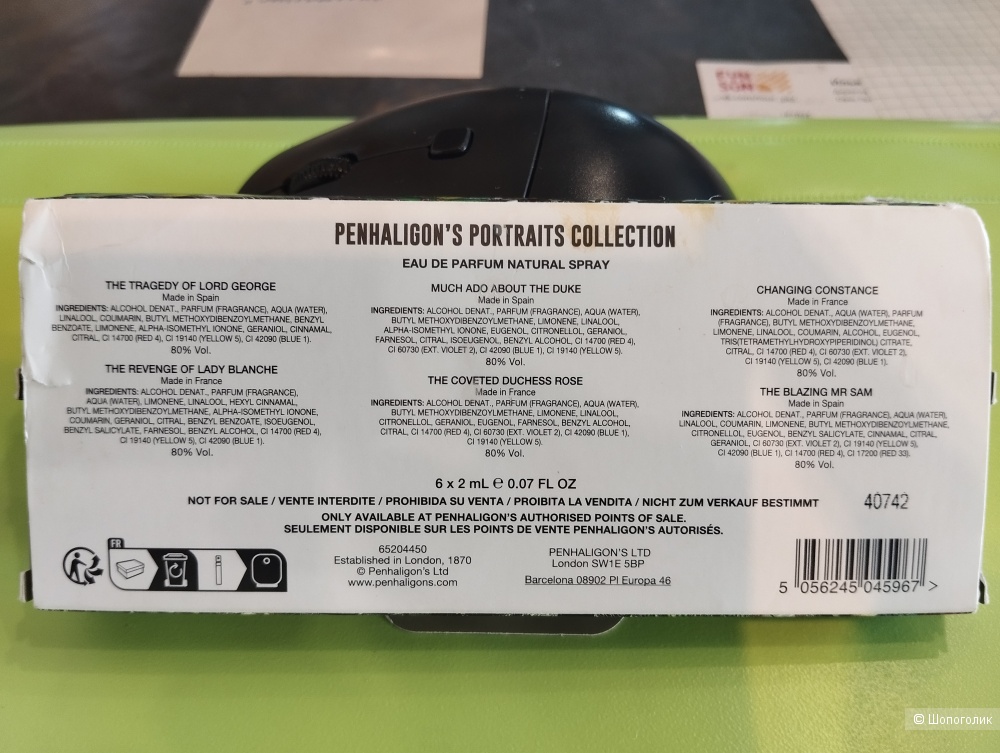 PENHALIGON'S PORTRAITS COLLECTION
EAU DE PARFUM NATURAL SPRAY
THE TRAGEDY OF LORD GEORGE
Made in Spain
INGREDIENTS: ALCOHOL DENAT., PARFUM (FRAGRANCE), AQUA (WATER),
LINALOOL, COUMARIN, BUTYL METHOXYDIBENZOYLMETHANE, BENZYL
BENZOATE, LIMONENE, ALPHA-ISOMETHYL IONONE, GERANIOL, CINNAMAL,
CITRAL, CI 14700 (RED 4), CI 19140 (YELLOW 5), CI 42090 (BLUE 1).
80% Vol.
THE REVENGE OF LADY BLANCHE
Made in France
INGREDIENTS: ALCOHOL DENAT., PARFUM (FRAGRANCE),
AQUA (WATER), LIMONENE, LINALOOL, HEXYL CINNAMAL,
BUTYL METHOXYDIBENZOYLMETHANE, ALPHA-ISOMETHYL IONONE,
COUMARIN, GERANIOL, CITRAL, BENZYL BENZOATE, ISOEUGENOL,
BENZYL SALICYLATE, FARNESOL, BENZYL ALCOHOL, CI 14700 (RED 4),
CI 19140 (YELLOW 5), CI 42090 (BLUE 1).
80% Vol.
MUCH ADO ABOUT THE DUKE
Made in Spain
INGREDIENTS: ALCOHOL DENAT., PARFUM (FRAGRANCE), AQUA (WATER),
BUTYL METHOXYDIBENZOYLMETHANE, LIMONENE, LINALOOL,
ALPHA-ISOMETHYL IONONE, EUGENOL, CITRONELLOL, GERANIOL,
FARNESOL, CITRAL, ISOEUGENOL, BENZYL ALCOHOL, CI 14700 (RED 4),
CI 60730 (EXT. VIOLET 2), CI 42090 (BLUE 1), CI 19140 (YELLOW 5).
80% Vol.
THE COVETED DUCHESS ROSE
Made in France
INGREDIENTS: ALCOHOL DENAT., PARFUM (FRAGRANCE), AQUA (WATER),
BUTYL METHOXYDIBENZOYLMETHANE, LIMONENE, LINALOOL,
CITRONELLOL, GERANIOL, EUGENOL, FARNESOL, BENZYL ALCOHOL,
CITRAL, CI 14700 (RED 4), CI 60730 (EXT. VIOLET 2), CI 42090 (BLUE 1),
CI 19140 (YELLOW 5).
80% Vol.
CHANGING CONSTANCE
Made in France
INGREDIENTS: ALCOHOL DENAT., AQUA (WATER), PARFUM
(FRAGRANCE), BUTYL METHOXYDIBENZOYLMETHANE,
LIMONENE, LINALOOL, COUMARIN, ALCOHOL, EUGENOL,
TRIS(TETRAMETHYLHYDROXYPIPERIDINOL) CITRATE,
CITRAL, CI 14700 (RED 4), CI 60730 (EXT. VIOLET 2),
CI 19140 (YELLOW 5), CI 42090 (BLUE 1).
80% Vol.
THE BLAZING MR SAM
Made in Spain
INGREDIENTS: ALCOHOL DENAT., PARFUM (FRAGRANCE), AQUA (WATER),
LINALOOL, COUMARIN, LIMONENE, BUTYL METHOXYDIBENZOYLMETHANE,
CITRONELLOL, EUGENOL, BENZYL SALICYLATE, CINNAMAL, CITRAL,
GERANIOL, CI 60730 (EXT. VIOLET 2), CI 19140 (YELLOW 5),
CI 42090 (BLUE 1), CI 14700 (RED 4), CI 17200 (RED 33).
80% Vol.
6 x 2 mL ℮ 0.07 FL OZ
NOT FOR SALE / VENTE INTERDITE / PROHIBIDA SU VENTA / PROIBITA LA VENDITA / NICHT ZUM VERKAUF BESTIMMT
40742
ONLY AVAILABLE AT PENHALIGON'S AUTHORISED POINTS OF SALE.
SEULEMENT DISPONIBLE SUR LES POINTS DE VENTE PENHALIGON'S AUTORISÉS.
FR
65204450
Established in London, 1870
© Penhaligon's Ltd
www.penhaligons.com
PENHALIGON'S LTD
London SW1E 5BP
Barcelona 08902 Pl Europa 46
5 056245 045967 >
© Шопоголик